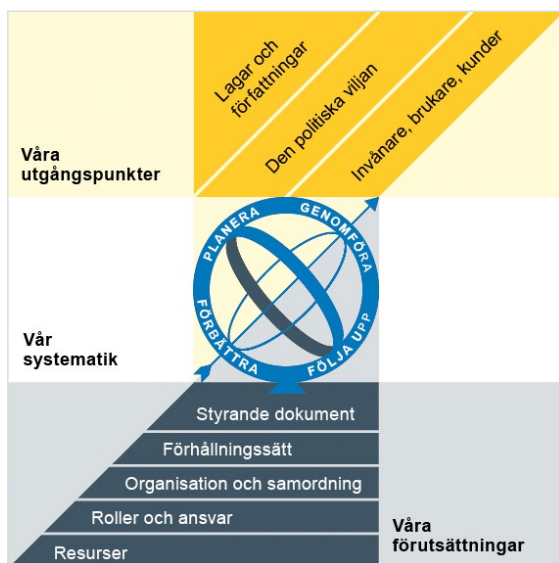 Lagar och
författningar
Den politiska viljan
Invånare, brukare, kunder
Våra
utgångspunkter
PLANERA
GENOMFÖRA
FÖRBÄTTRA
FÖLJA UPP
Vår
systematik
Styrande dokument
Förhållningssätt
Organisation och samordning
Roller och ansvar
Resurser
Våra
förutsättningar